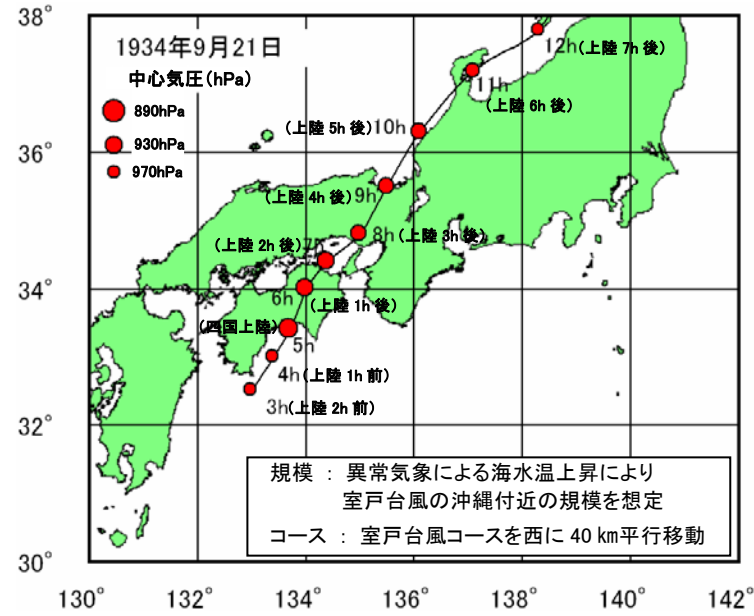 38°
1934年9月21日
中心気圧(hPa)
890hPa
930hPa
970hPa
12h(上陸 7h 後)
11h
(上陸 6h 後)
(上陸 5h 後) 10h
36°
(上陸 4h 後)
9h
(上陸 2h 後) 7h
8h (上陸 3h 後)
34°
6h (上陸 1h 後)
(四国上陸)
5h
4h(上陸 1h 前)
3h(上陸 2h 前)
32°
規模 : 異常気象による海水温上昇により
室戸台風の沖縄付近の規模を想定
コース : 室戸台風コースを西に 40 km平行移動
30°
130° 132° 134° 136° 138° 140° 142°